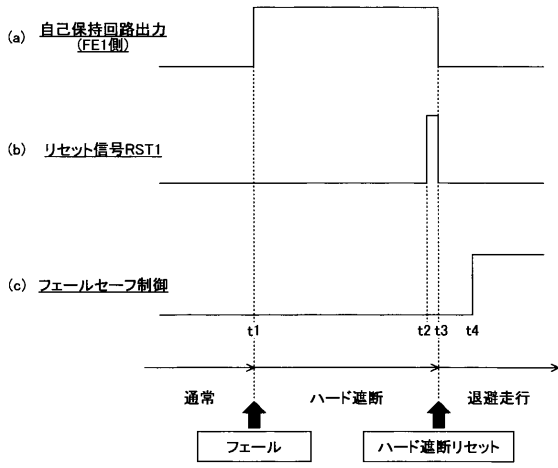 (a) 自己保持回路出力
(FE1側)
(b) リセット信号RST1
(c) フェールセーフ制御
t1 t2 t3 t4
通常 ハード遮断 退避走行
フェール ハード遮断リセット